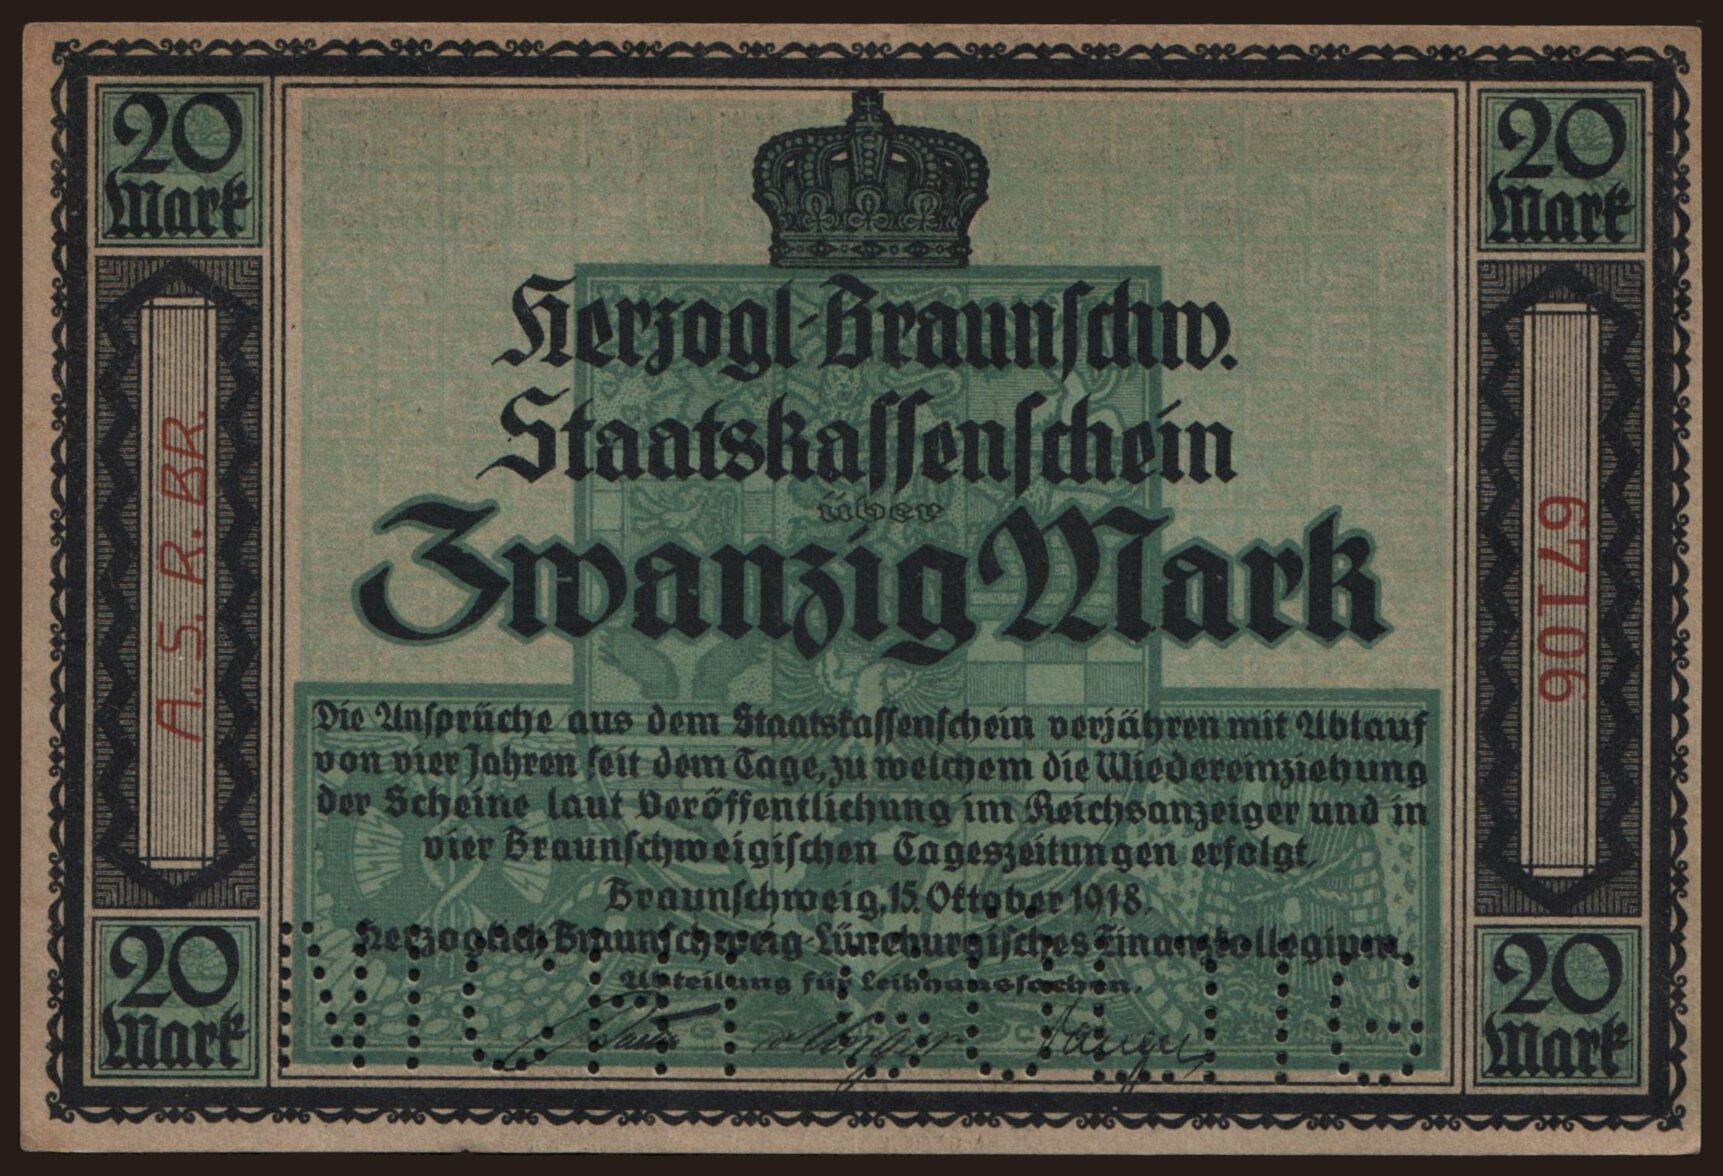 20 Mark
20 Mark
Herzogl-Braunschw.
Staatskassenschein
über
Zwanzig Mark
A.S.R.BR.
67106
Die Ansprüche aus dem Staatskassenschein verjähren mit Ablauf
von vier Jahren seit dem Tage, zu welchem die Wiedereinziehung
der Scheine laut Veröffentlichung im Reichsanzeiger und in
vier Braunschweigischen Tageszeitungen erfolgt.
Braunschweig, 15. Oktober 1918.
Herzoglich Braunschweig-Lüneburgisches Finanzkollegium.
Abteilung für Leihhaussachen.
20 Mark
20 Mark